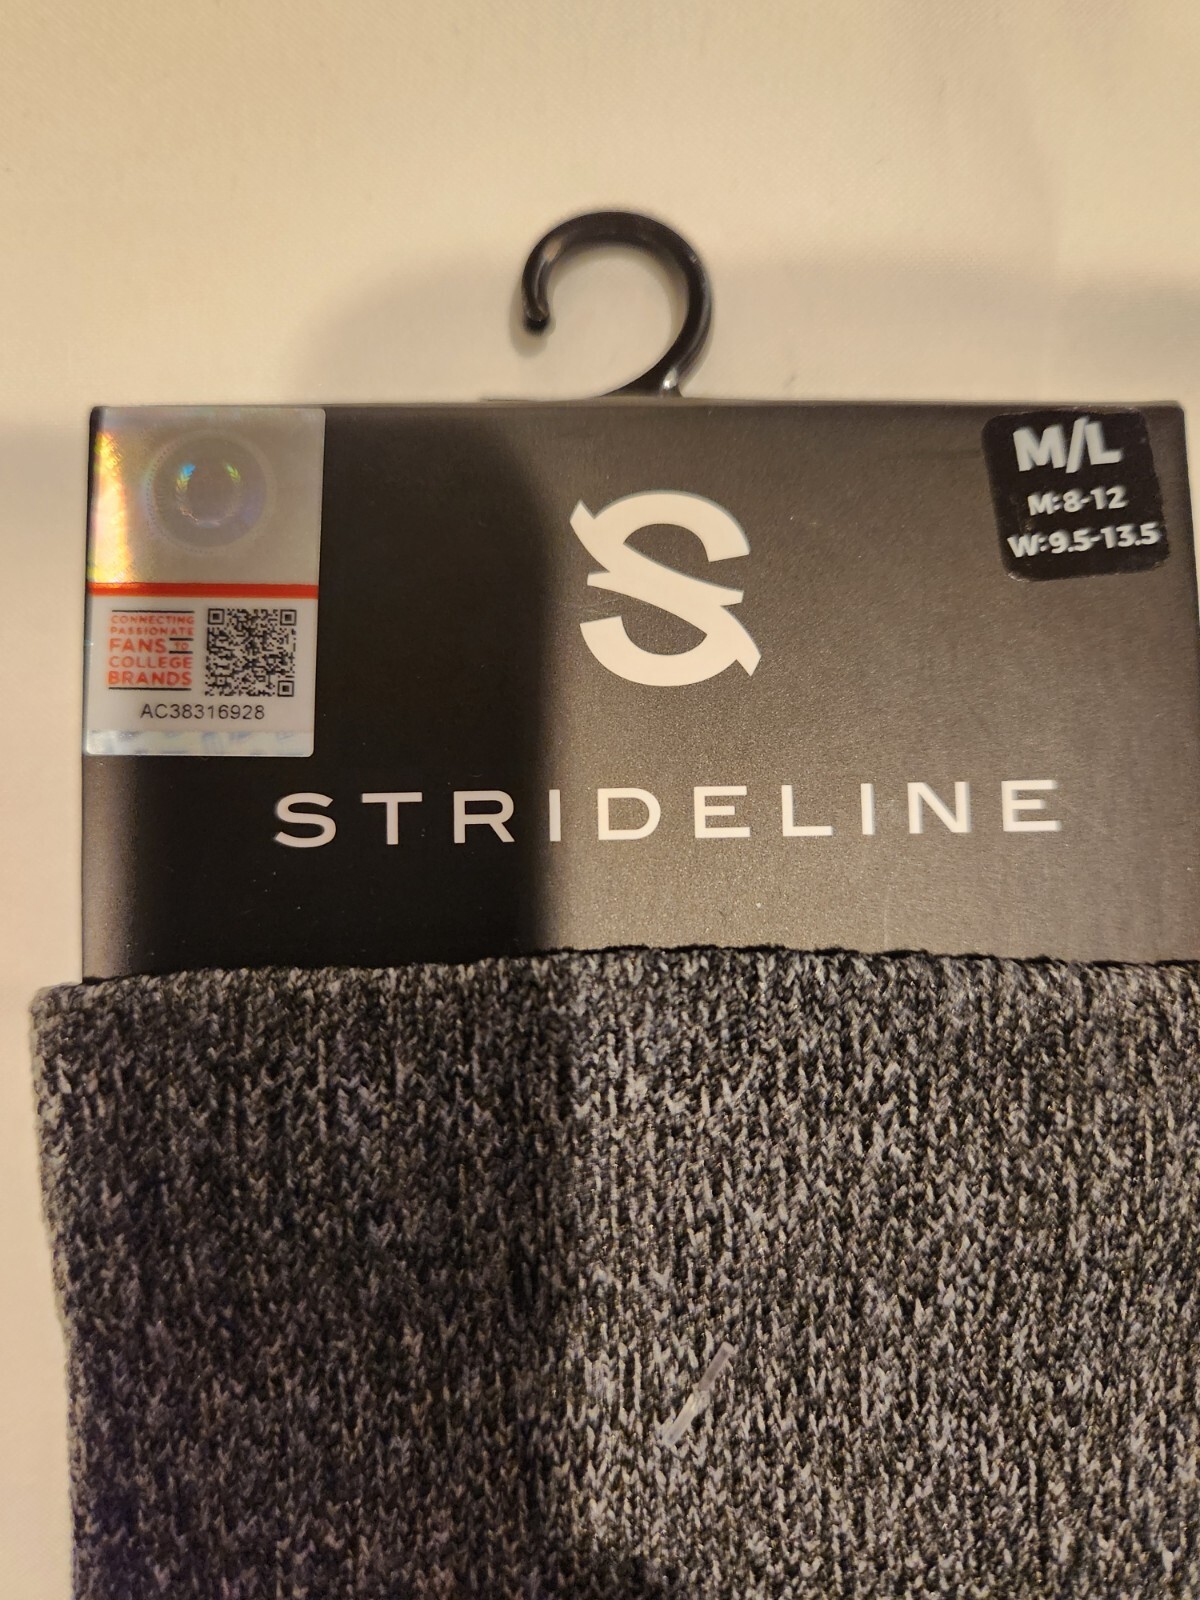 M/L
M:8-12
W:9.5-13.5
CONNECTING
PASSIONATE
FANS TO
COLLEGE
BRANDS
AC38316928
STRIDELINE